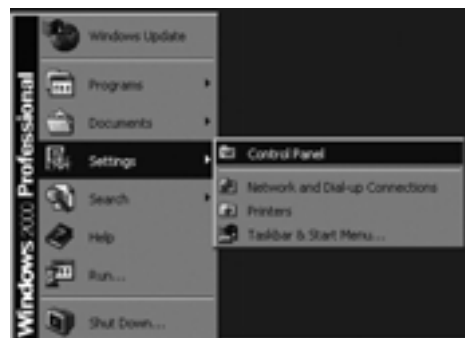 Windows 2000 Professional
Windows Update
Programs
Documents
Settings
Search
Help
Run...
Shut Down...
Control Panel
Network and Dial-up Connections
Printers
Taskbar & Start Menu...